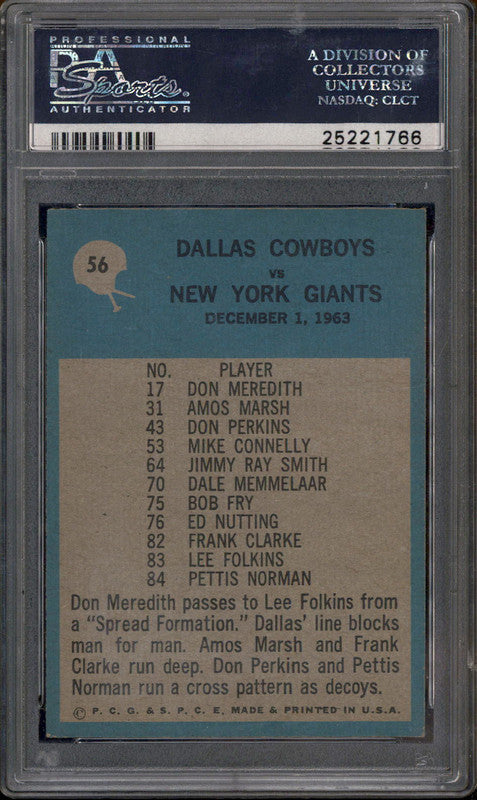 PROFESSIONAL
PSA
Sports
AUTHENTICATOR
A DIVISION OF
COLLECTORS
UNIVERSE
NASDAQ: CLCT
25221766
56
DALLAS COWBOYS
VS
NEW YORK GIANTS
DECEMBER 1, 1963
NO. PLAYER
17 DON MEREDITH
31 AMOS MARSH
43 DON PERKINS
53 MIKE CONNELLY
64 JIMMY RAY SMITH
70 DALE MEMMELAAR
75 BOB FRY
76 ED NUTTING
82 FRANK CLARKE
83 LEE FOLKINS
84 PETTIS NORMAN
Don Meredith passes to Lee Folkins from
a “Spread Formation.” Dallas’ line blocks
man for man. Amos Marsh and Frank
Clarke run deep. Don Perkins and Pettis
Norman run a cross pattern as decoys.
© P. C. G. & S. P. C. E. MADE & PRINTED IN U.S.A.